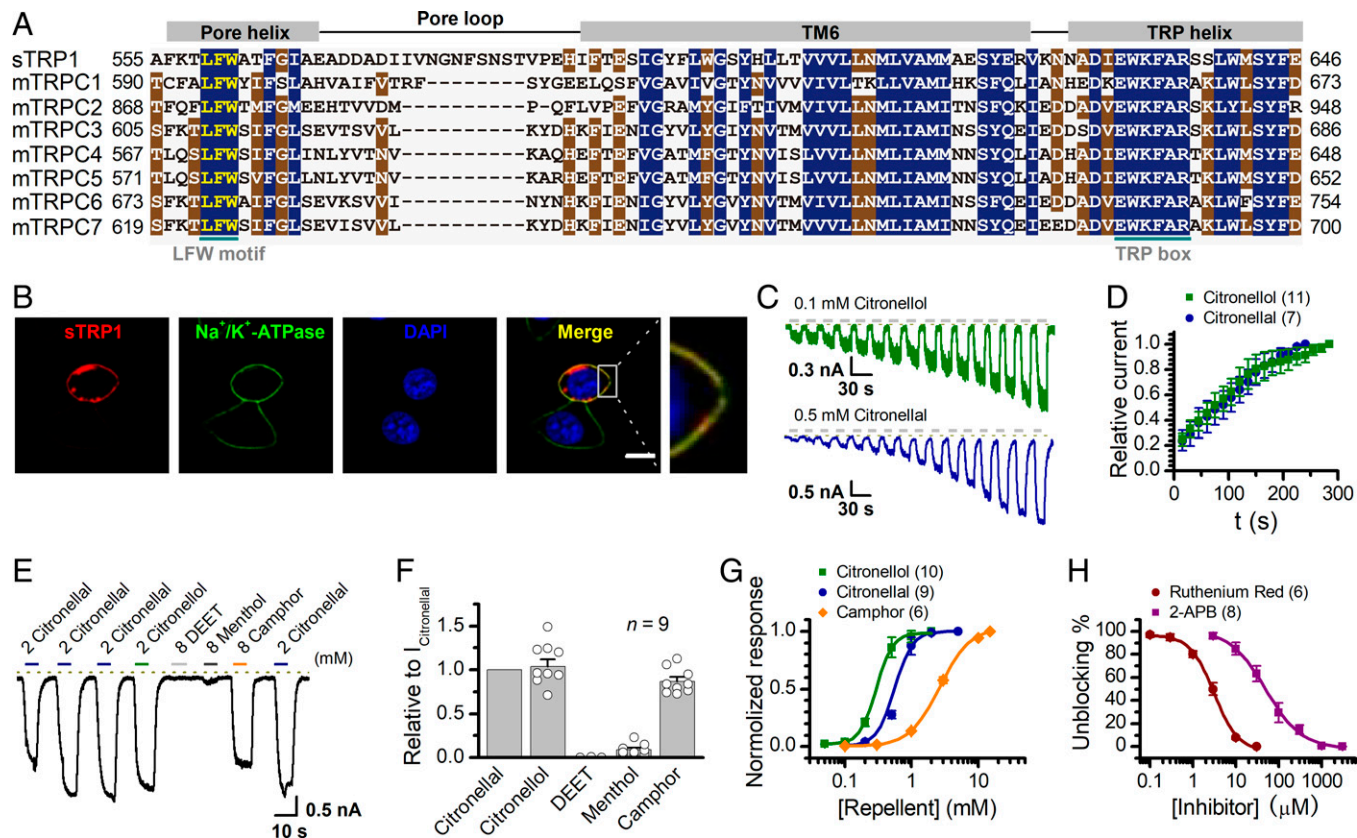 A
Pore helix Pore loop TM6 TRP helix
sTRP1 555 AFKTLFWATFGLAEADDADIIVNGNFSNSTVPEHIFTESIGYFLWGSYHLLTVVVLLNMLVAMMAESYERVKNNADIEWKFARSSLWMSYFE 646
mTRPC1 590 TCFALFWYIFSLAHVAIFVTRF--------SYGEELQSFVGAVIVGTYNVVVVIVLTKLLVAMLHKSFQLIANHEDKEWKFARAKLWLSYFD 673
mTRPC2 868 TFQFLFWTMFGMEEHTVVDM----------P-QFLVPEFVGRAMYGIFTIVMVIVLLNMLIAMITNSFQKIEDDADVEWKFARSKLYLSYFR 948
mTRPC3 605 SFKTLFWSIFGLSEVTSVVL----------KYDHKFIENIGYVLYGIYNVTMVVVLLNMLIAMINSSYQEIEDDSDVEWKFARAKLWLSYFD 686
mTRPC4 567 TLQSLFWSIFGLINLYVTNV----------KAQHEFTEFVGATMFGTYNVISLVVLLNMLIAMMNNSYQLIADHADIEWKFARTKLWMSYFE 648
mTRPC5 571 TLQSLFWSVFGLLNLYVTNV----------KARHEFTEFVGATMFGTYNVISLVVLLNMLIAMMNNSYQLIADHADIEWKFARTKLWMSYFD 652
mTRPC6 673 SFKTLFWAIFGLSEVKSVVI----------NYNHKFIENIGYVLYGVYNVTMVIVLLNMLIAMINSSFQEIEDDADVEWKFARAKLWFSYFE 754
mTRPC7 619 SFKTLFWSIFGLSEVISVVL----------KYDHKFIENIGYVLYGVYNVTMVVVLLNMLIAMINNSYQEIEEDADVEWKFARAKLWLSYFD 700
LFW motif TRP box
B
sTRP1 Na+/K+-ATPase DAPI Merge
C
0.1 mM Citronellol
0.3 nA
30 s
0.5 mM Citronellal
0.5 nA
30 s
D
Citronellol (11)
Citronellal (7)
Relative current
1.0
0.8
0.6
0.4
0.2
0.0
0 100 200 300
t (s)
E
2 Citronellal 2 Citronellal 2 Citronellal 2 Citronellol 8 DEET 8 Menthol 8 Camphor 2 Citronellal
(mM)
0.5 nA
10 s
F
n = 9
Relative to ICitronellal
1.5
1.0
0.5
0.0
Citronellal Citronellol DEET Menthol Camphor
G
Citronellol (10)
Citronellal (9)
Camphor (6)
Normolized response
1.0
0.5
0.0
0.1 1 10
[Repellent] (mM)
H
Ruthenium Red (6)
2-APB (8)
Unblocking %
100
80
60
40
20
0
0.1 10 1000
[Inhibitor] (μM)